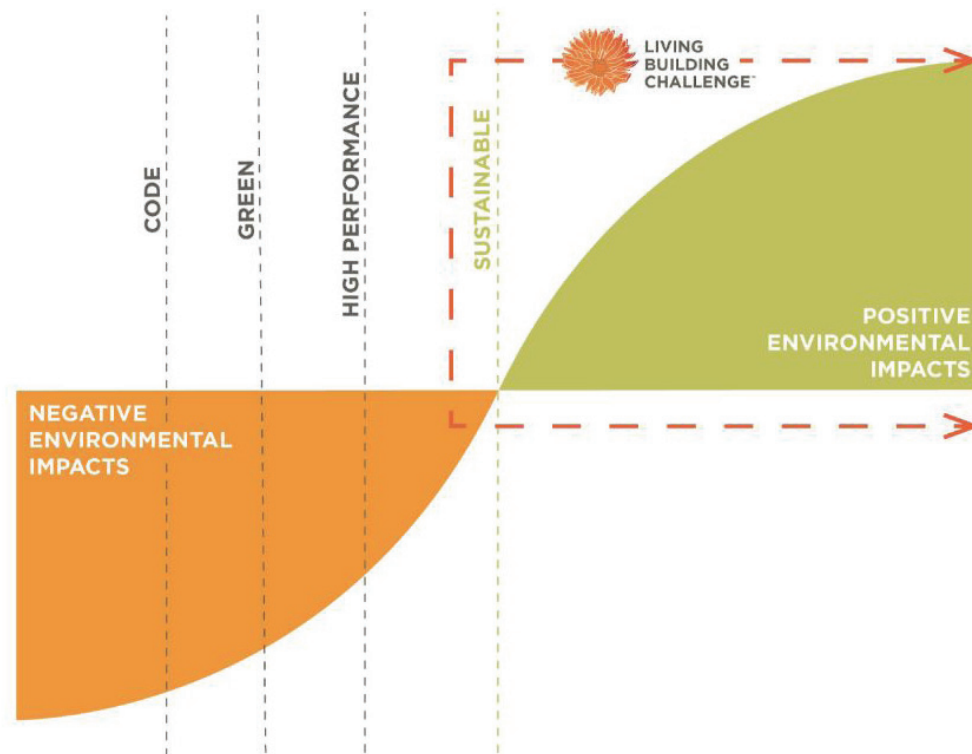 LIVING
BUILDING
CHALLENGE™
CODE
GREEN
HIGH PERFORMANCE
SUSTAINABLE
POSITIVE
ENVIRONMENTAL
IMPACTS
NEGATIVE
ENVIRONMENTAL
IMPACTS